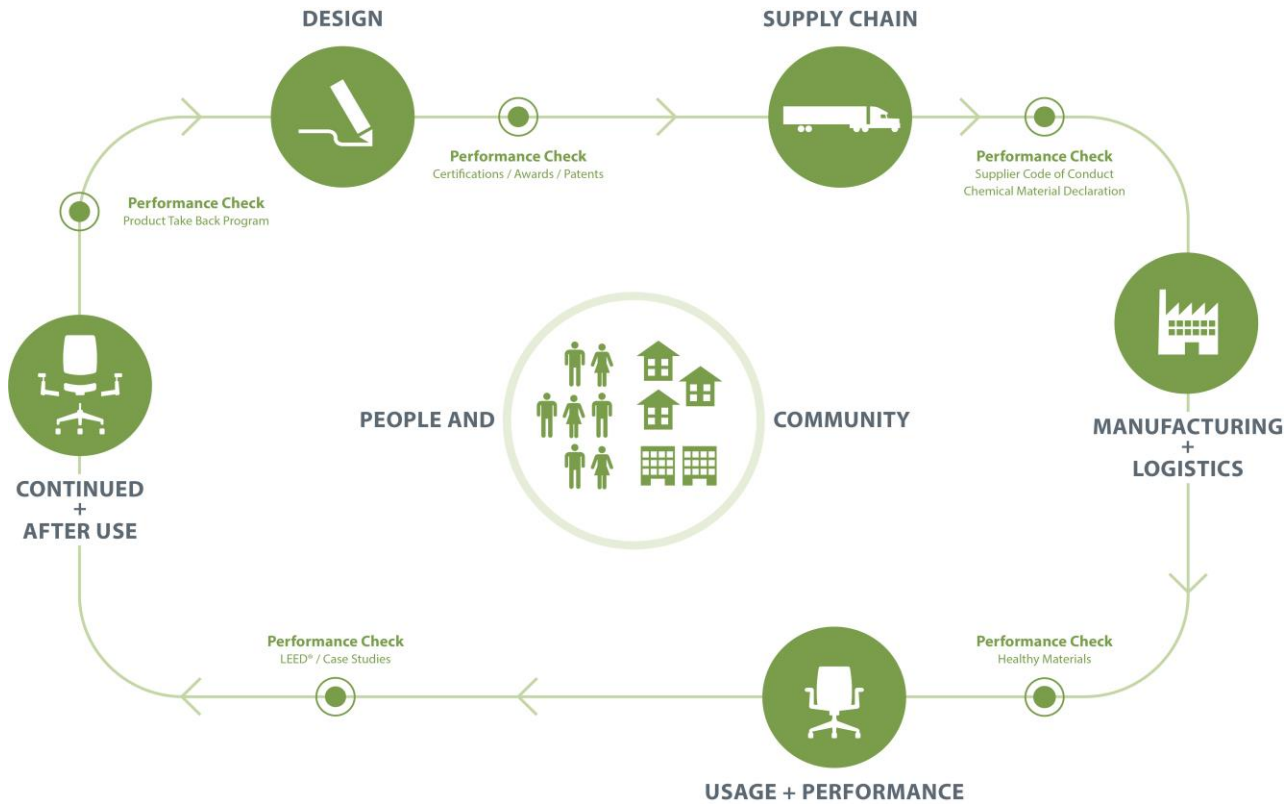 DESIGN
SUPPLY CHAIN
Performance Check
Certifications / Awards / Patents
Performance Check
Supplier Code of Conduct
Chemical Material Declaration
Performance Check
Product Take Back Program
PEOPLE AND
COMMUNITY
MANUFACTURING
+
LOGISTICS
CONTINUED
+
AFTER USE
Performance Check
LEED® / Case Studies
Performance Check
Healthy Materials
USAGE + PERFORMANCE